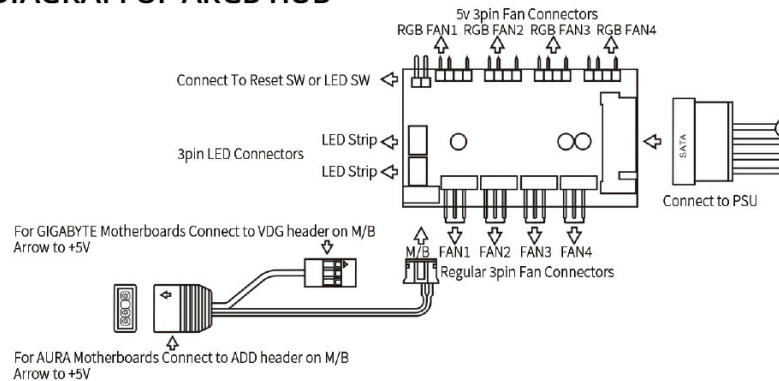 DIAGRAM OF ARGB HUB
5v 3pin Fan Connectors
RGB FAN1 RGB FAN2 RGB FAN3 RGB FAN4
Connect To Reset SW or LED SW
LED Strip
3pin LED Connectors
LED Strip
SATA
Connect to PSU
For GIGABYTE Motherboards Connect to VDG header on M/B
Arrow to +5V
M/B FAN1 FAN2 FAN3 FAN4
Regular 3pin Fan Connectors
For AURA Motherboards Connect to ADD header on M/B
Arrow to +5V